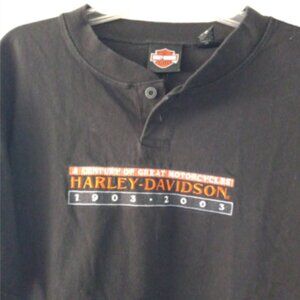 A CENTURY OF GREAT MOTORCYCLES
HARLEY-DAVIDSON
1903·2003